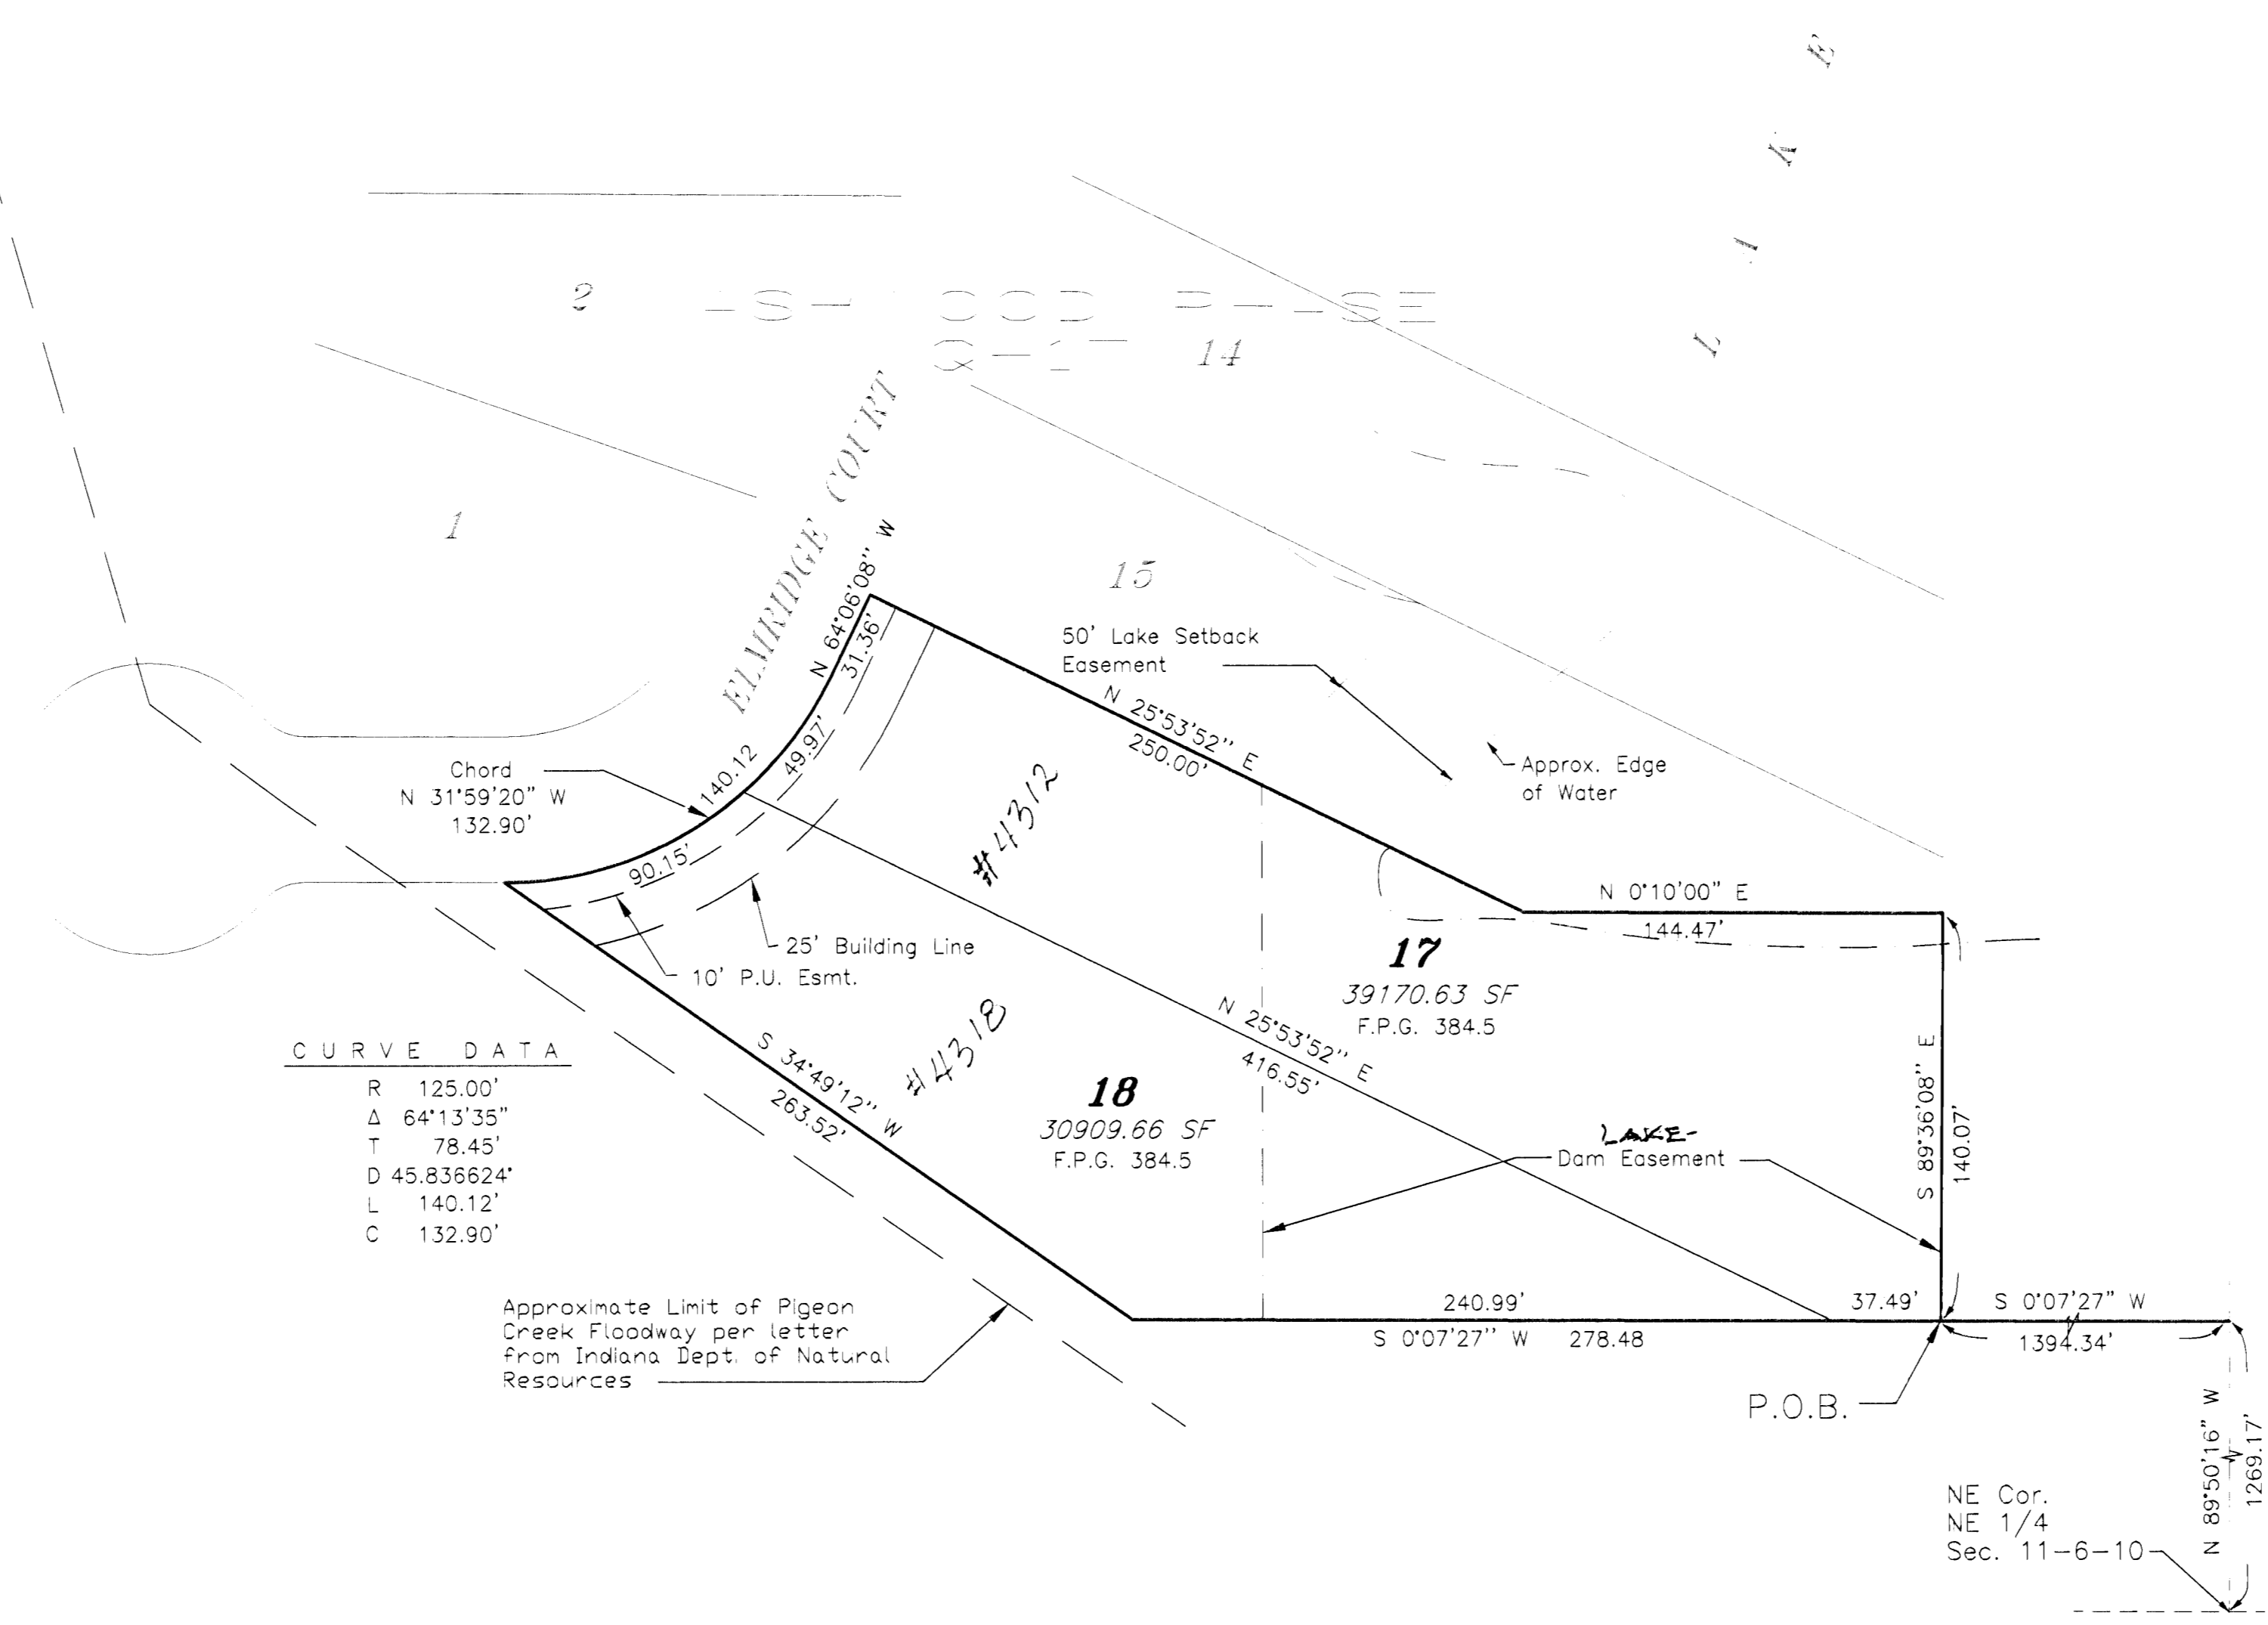 L A K E
2
14
1
ELMRIDGE COURT
15
N 64°06'08" W
31.36'
50' Lake Setback
Easement
N 25°53'52" E
250.00'
49.97'
140.12
Chord
N 31°59'20" W
132.90'
Approx. Edge
of Water
#4312
90.15'
N 0°10'00" E
144.47'
25' Building Line
10' P.U. Esmt.
17
39170.63 SF
F.P.G. 384.5
N 25°53'52" E
416.55'
#4318
S 34°49'12" W
263.52'
CURVE DATA
R 125.00'
Δ 64°13'35"
T 78.45'
D 45.836624°
L 140.12'
C 132.90'
18
30909.66 SF
F.P.G. 384.5
S 89°36'08" E
140.07'
LAKE-
Dam Easement
Approximate Limit of Pigeon
Creek Floodway per letter
from Indiana Dept. of Natural
Resources
240.99'
37.49'
S 0°07'27" W
S 0°07'27" W 278.48
1394.34'
P.O.B.
N 89°50'16" W
1269.17'
NE Cor.
NE 1/4
Sec. 11-6-10